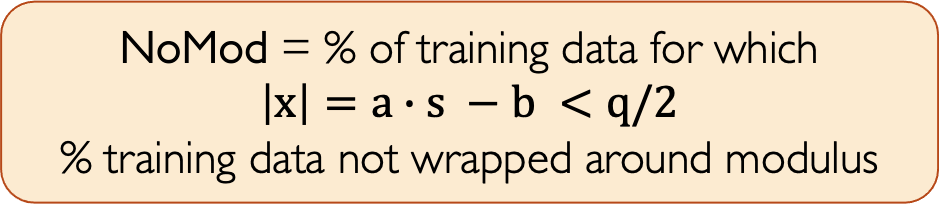 NoMod = % of training data for which
|x| = a · s − b < q/2
% training data not wrapped around modulus